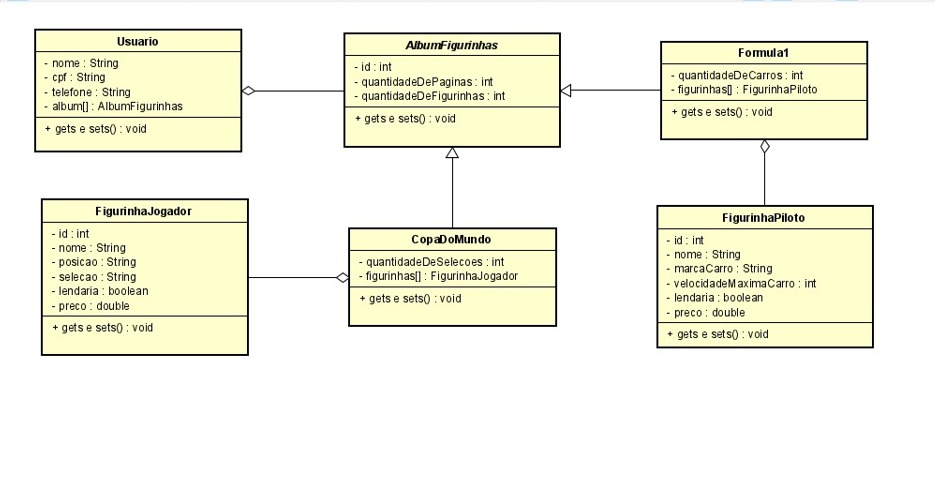 Usuario
- nome : String
- cpf : String
- telefone : String
- album[] : AlbumFigurinhas
+ gets e sets() : void
AlbumFigurinhas
- id : int
- quantidadeDePaginas : int
- quantidadeDeFigurinhas : int
+ gets e sets() : void
Formula1
- quantidadeDeCarros : int
- figurinhas[] : FigurinhaPiloto
+ gets e sets() : void
FigurinhaJogador
- id : int
- nome : String
- posicao : String
- selecao : String
- lendaria : boolean
- preco : double
+ gets e sets() : void
CopaDoMundo
- quantidadeDeSelecoes : int
- figurinhas[] : FigurinhaJogador
+ gets e sets() : void
FigurinhaPiloto
- id : int
- nome : String
- marcaCarro : String
- velocidadeMaximaCarro : int
- lendaria : boolean
- preco : double
+ gets e sets() : void